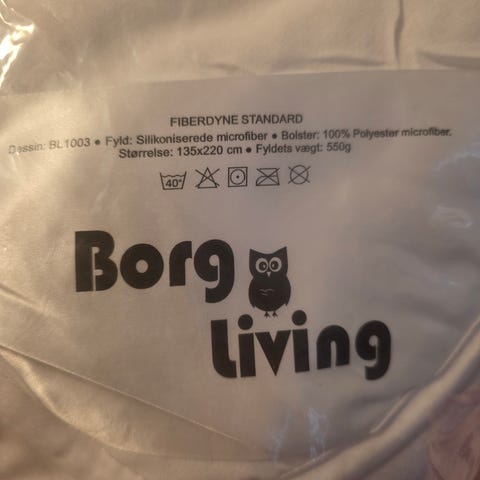 FIBERDYNE STANDARD
Dessin: BL1003 ● Fyld: Silikoniserede microfiber ● Bolster: 100% Polyester microfiber.
Størrelse: 135x220 cm ● Fyldets vægt: 550g
40°
Borg
Living